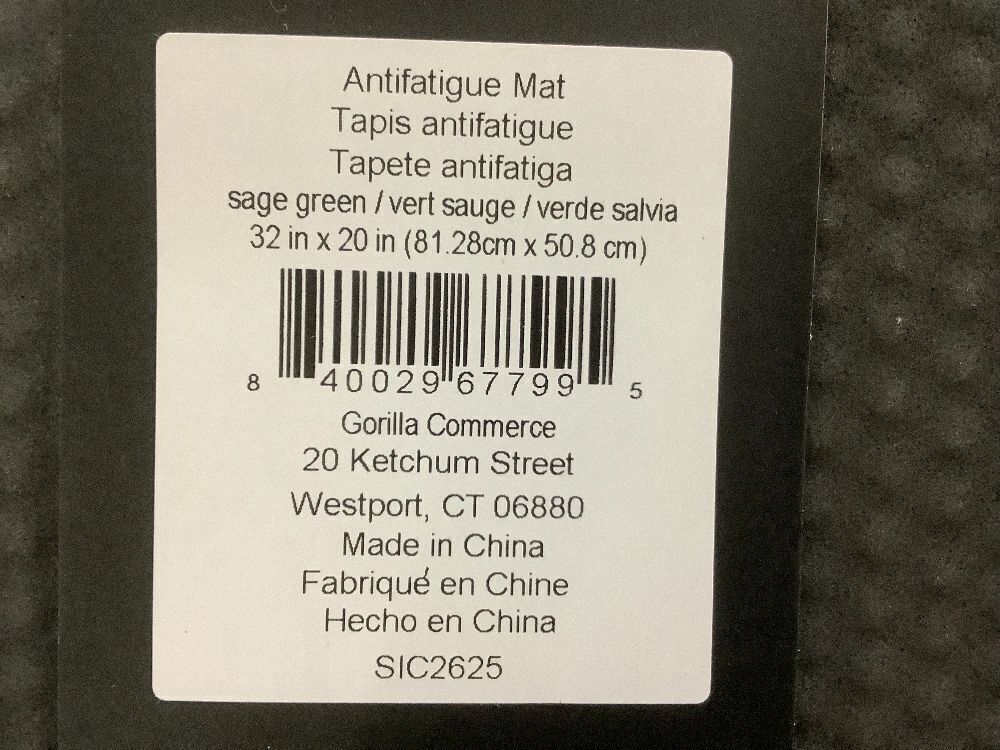 Antifatigue Mat
Tapis antifatigue
Tapete antifatiga
sage green / vert sauge / verde salvia
32 in x 20 in (81.28cm x 50.8 cm)
8 40029 67799 5
Gorilla Commerce
20 Ketchum Street
Westport, CT 06880
Made in China
Fabriqué en Chine
Hecho en China
SIC2625